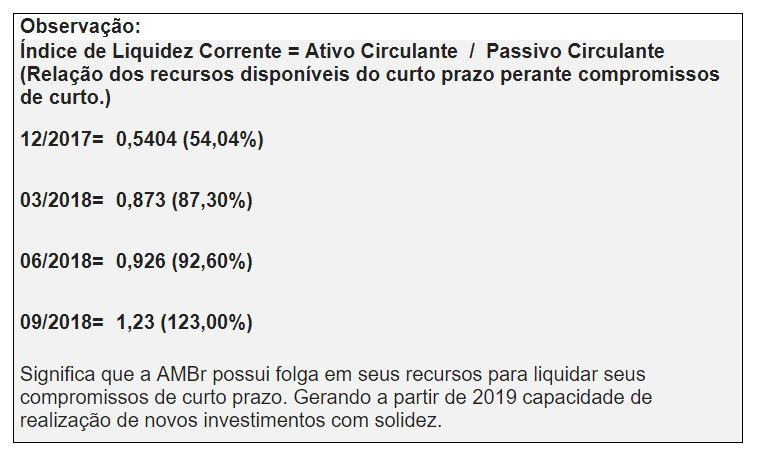 Observação:
Índice de Liquidez Corrente = Ativo Circulante / Passivo Circulante
(Relação dos recursos disponíveis do curto prazo perante compromissos
de curto.)
12/2017= 0,5404 (54,04%)
03/2018= 0,873 (87,30%)
06/2018= 0,926 (92,60%)
09/2018= 1,23 (123,00%)
Significa que a AMBr possui folga em seus recursos para liquidar seus
compromissos de curto prazo. Gerando a partir de 2019 capacidade de
realização de novos investimentos com solidez.